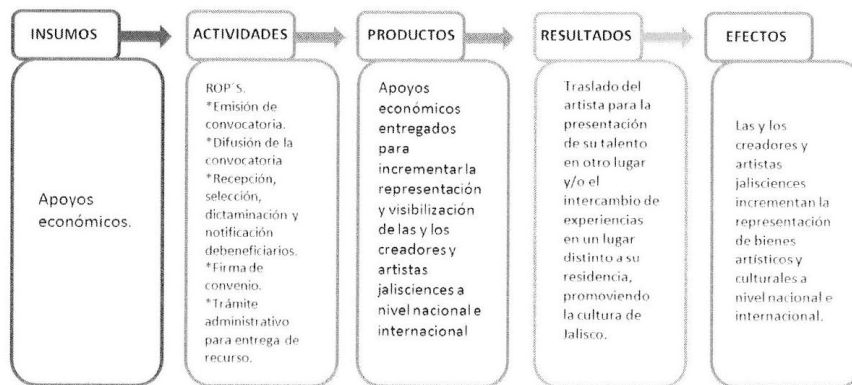 INSUMOS
Apoyos
económicos.
ACTIVIDADES
ROP´S.
*Emisión de
convocatoria.
*Difusión de la
convocatoria
*Recepción,
selección,
dictaminación y
notificación
debeneficiarios.
*Firma de
convenio.
*Trámite
administrativo
para entrega de
recurso.
PRODUCTOS
Apoyos
económicos
entregados
para
incrementar la
representación
y visibilización
de las y los
creadores y
artistas
jalisciences a
nivel nacional e
internacional
RESULTADOS
Traslado del
artista para la
presentación
de su talento
en otro lugar
y/o el
intercambio de
experiencias
en un lugar
distinto a su
residencia,
promoviendo
la cultura de
Jalisco.
EFECTOS
Las y los
creadores y
artistas
jalisciences
incrementan la
representación
de bienes
artísticos y
culturales a
nivel nacional e
internacional.